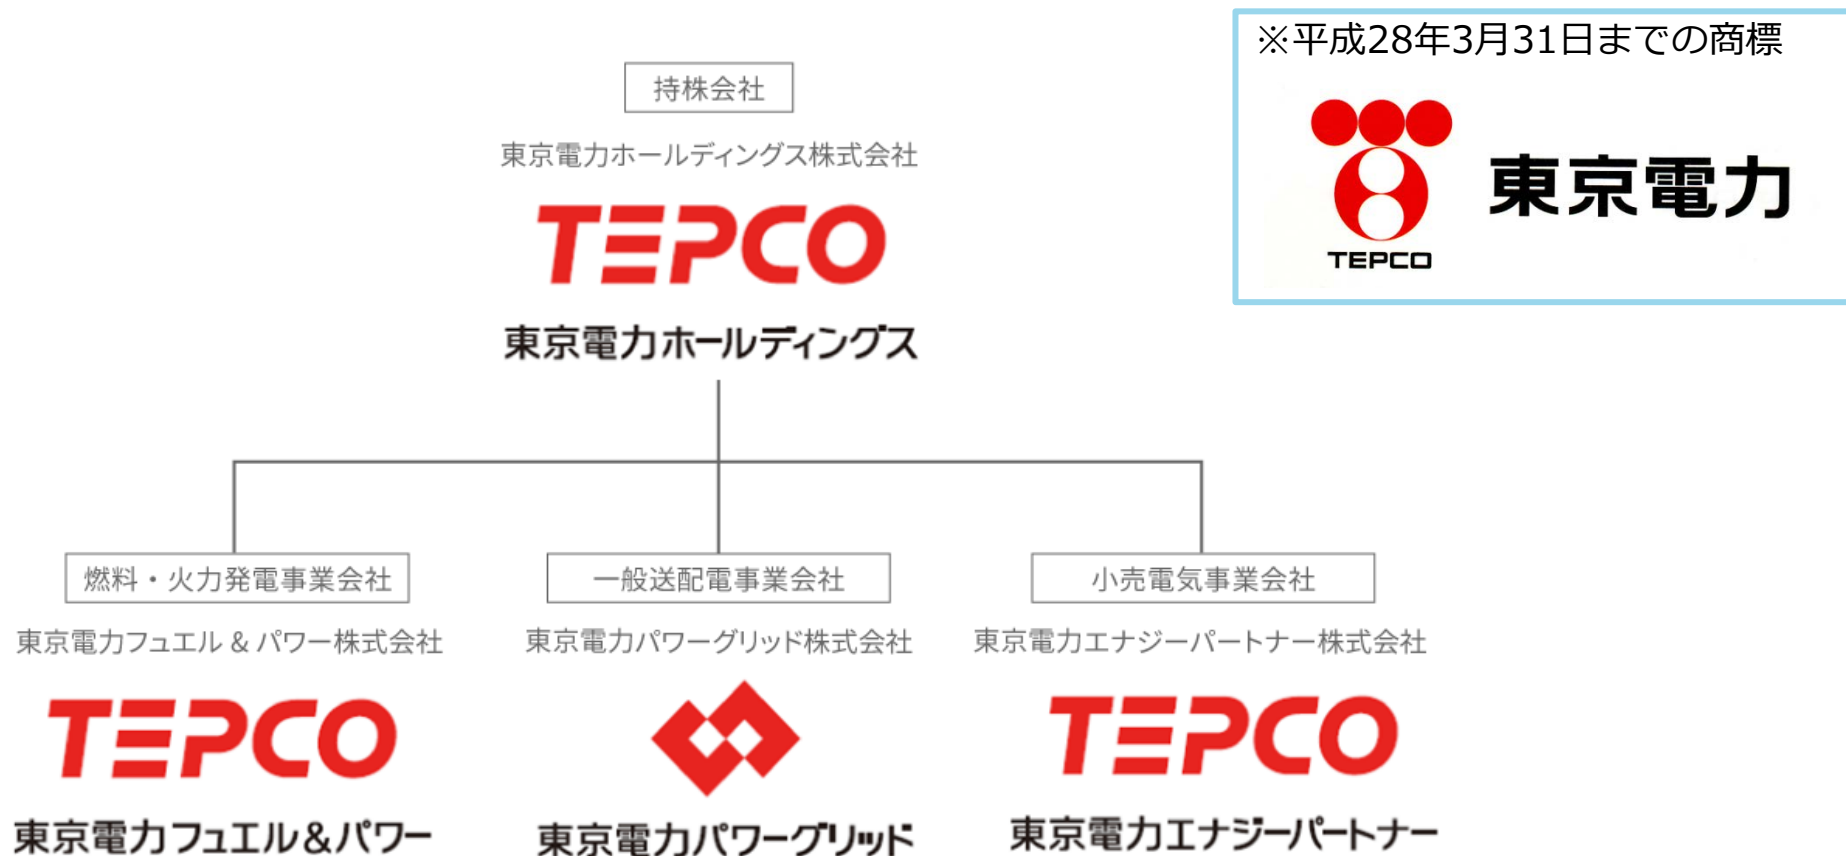 ※平成28年3月31日までの商標
東京電力
TEPCO
持株会社
東京電力ホールディングス株式会社
TEPCO
東京電力ホールディングス
燃料・火力発電事業会社
東京電力フュエル＆パワー株式会社
TEPCO
東京電力フュエル＆パワー
一般送配電事業会社
東京電力パワーグリッド株式会社
東京電力パワーグリッド
小売電気事業会社
東京電力エナジーパートナー株式会社
TEPCO
東京電力エナジーパートナー